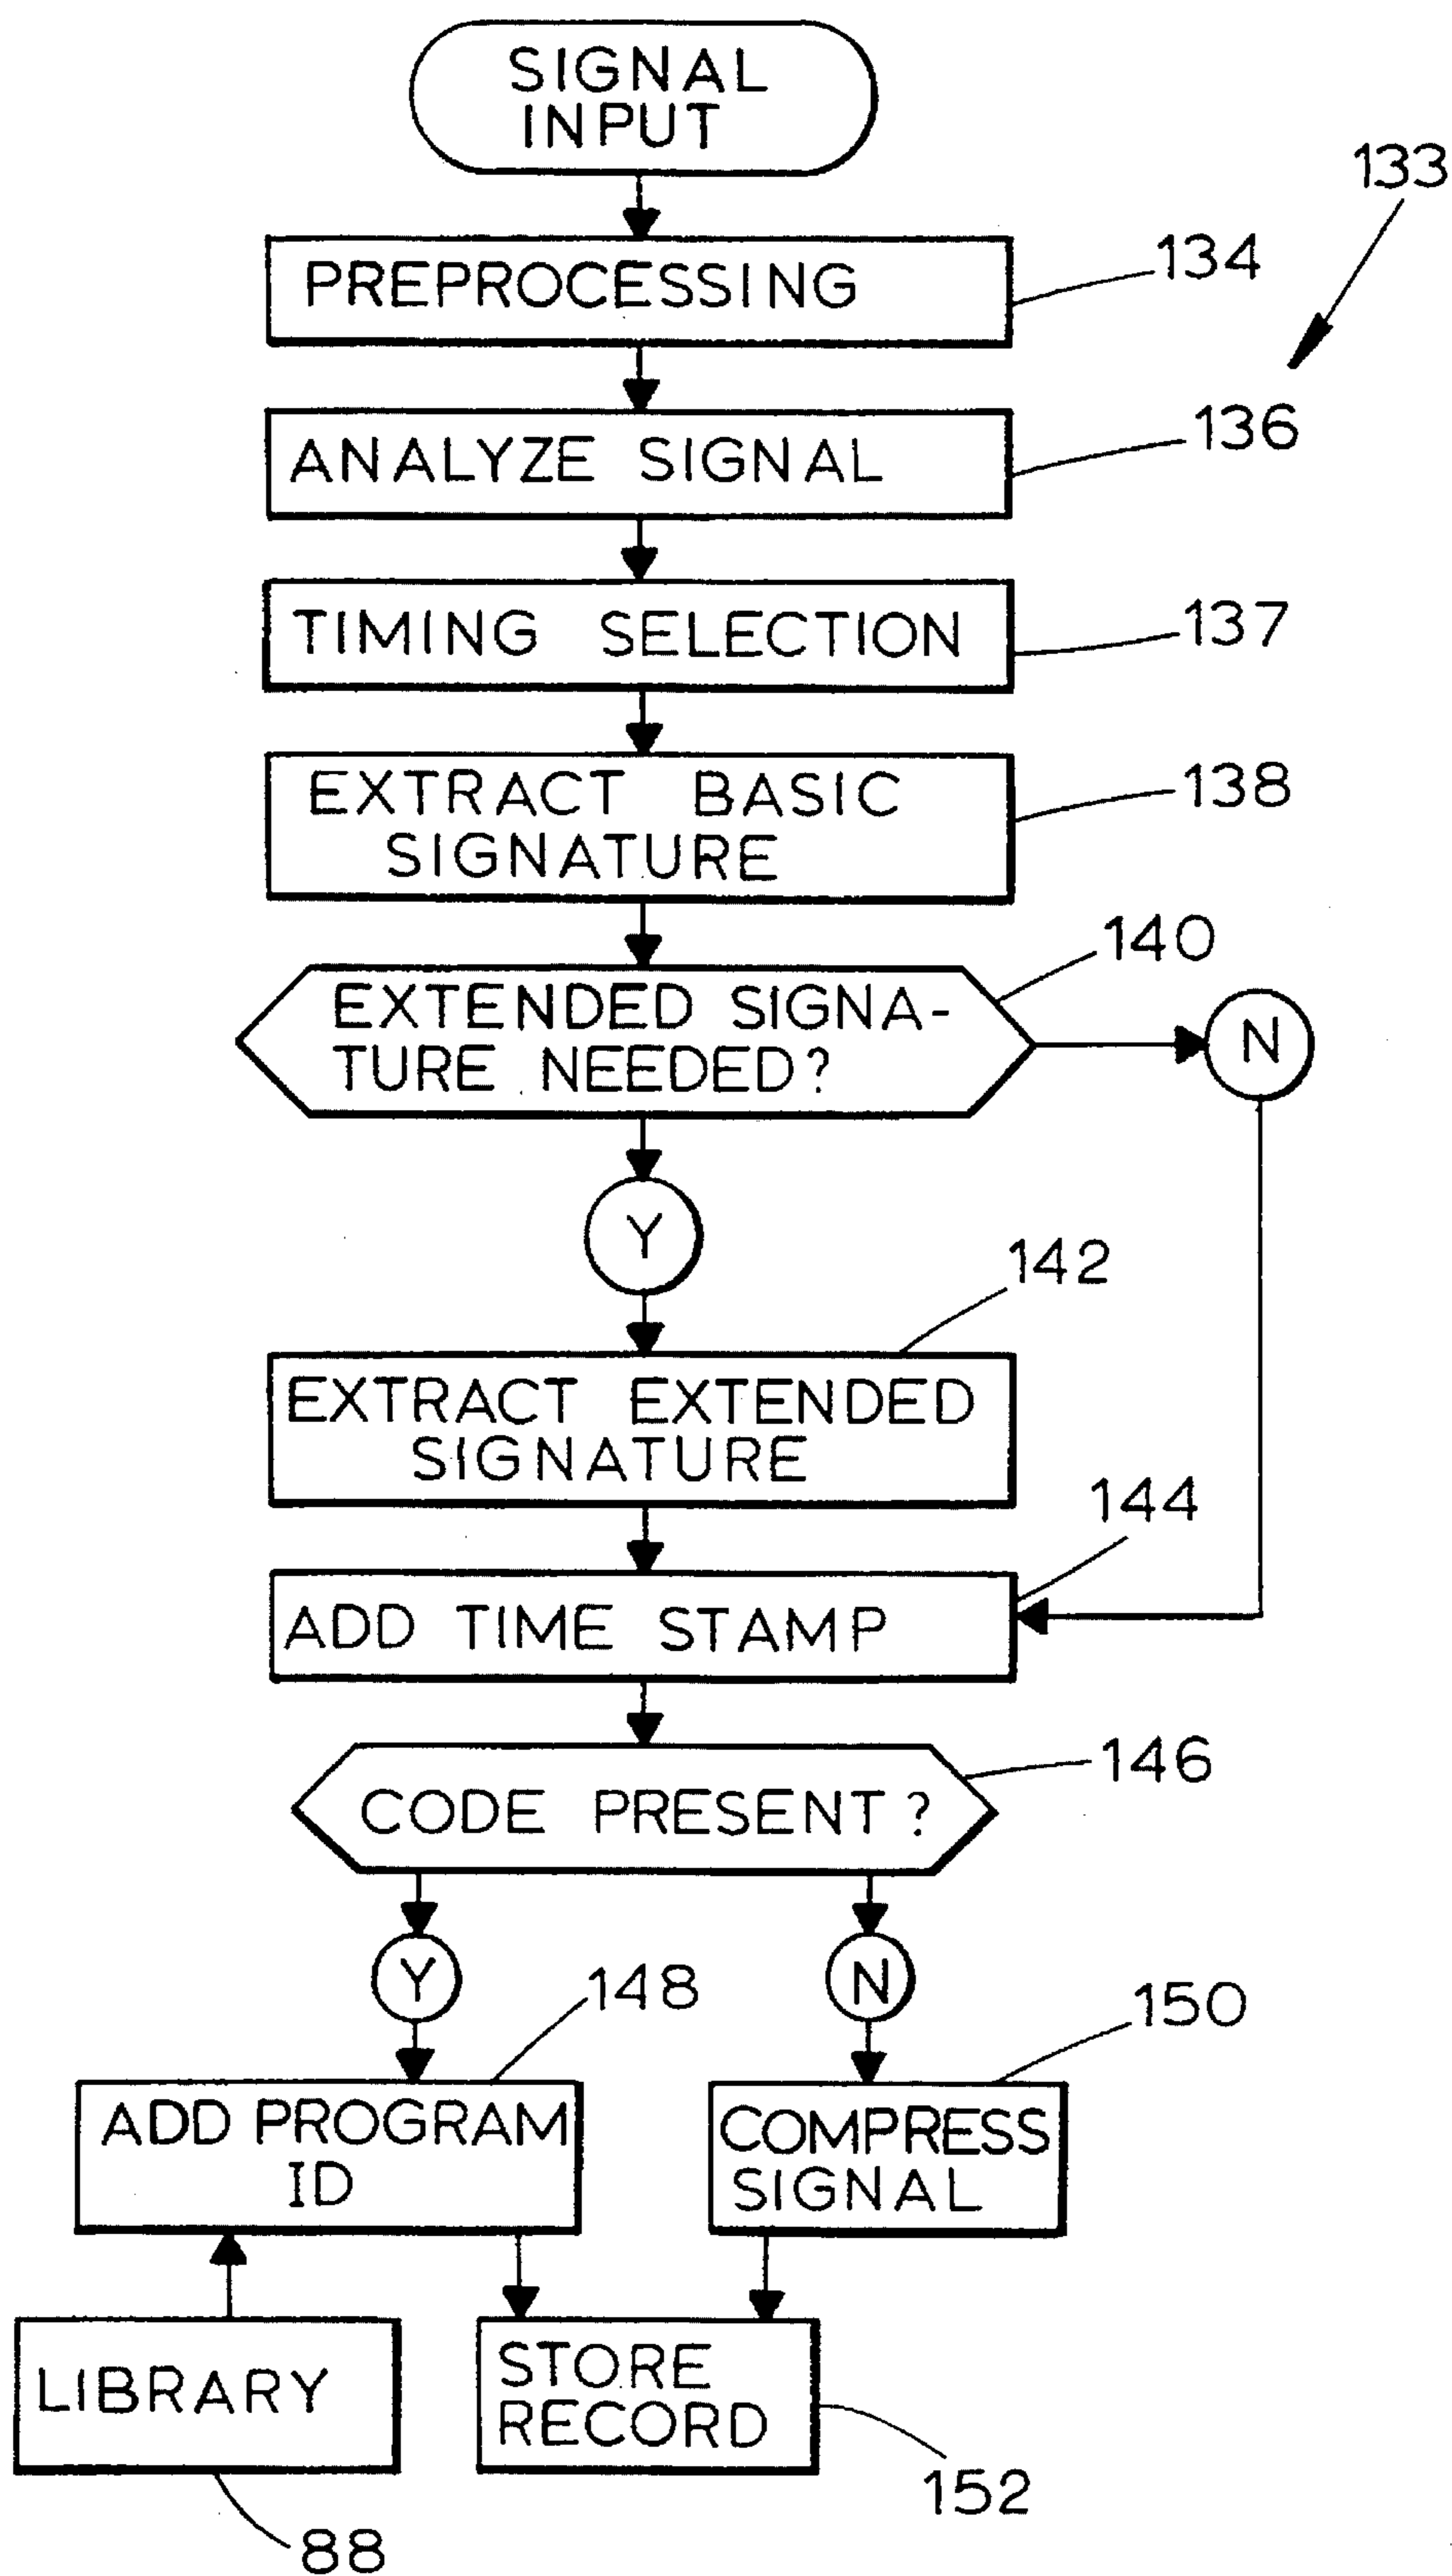 SIGNAL
INPUT
133
PREPROCESSING
134
ANALYZE SIGNAL
136
TIMING SELECTION
137
EXTRACT BASIC
SIGNATURE
138
140
EXTENDED SIGNA-
TURE NEEDED?
N
Y
142
EXTRACT EXTENDED
SIGNATURE
144
ADD TIME STAMP
146
CODE PRESENT?
Y
N
148
150
ADD PROGRAM
ID
COMPRESS
SIGNAL
LIBRARY
STORE
RECORD
152
88